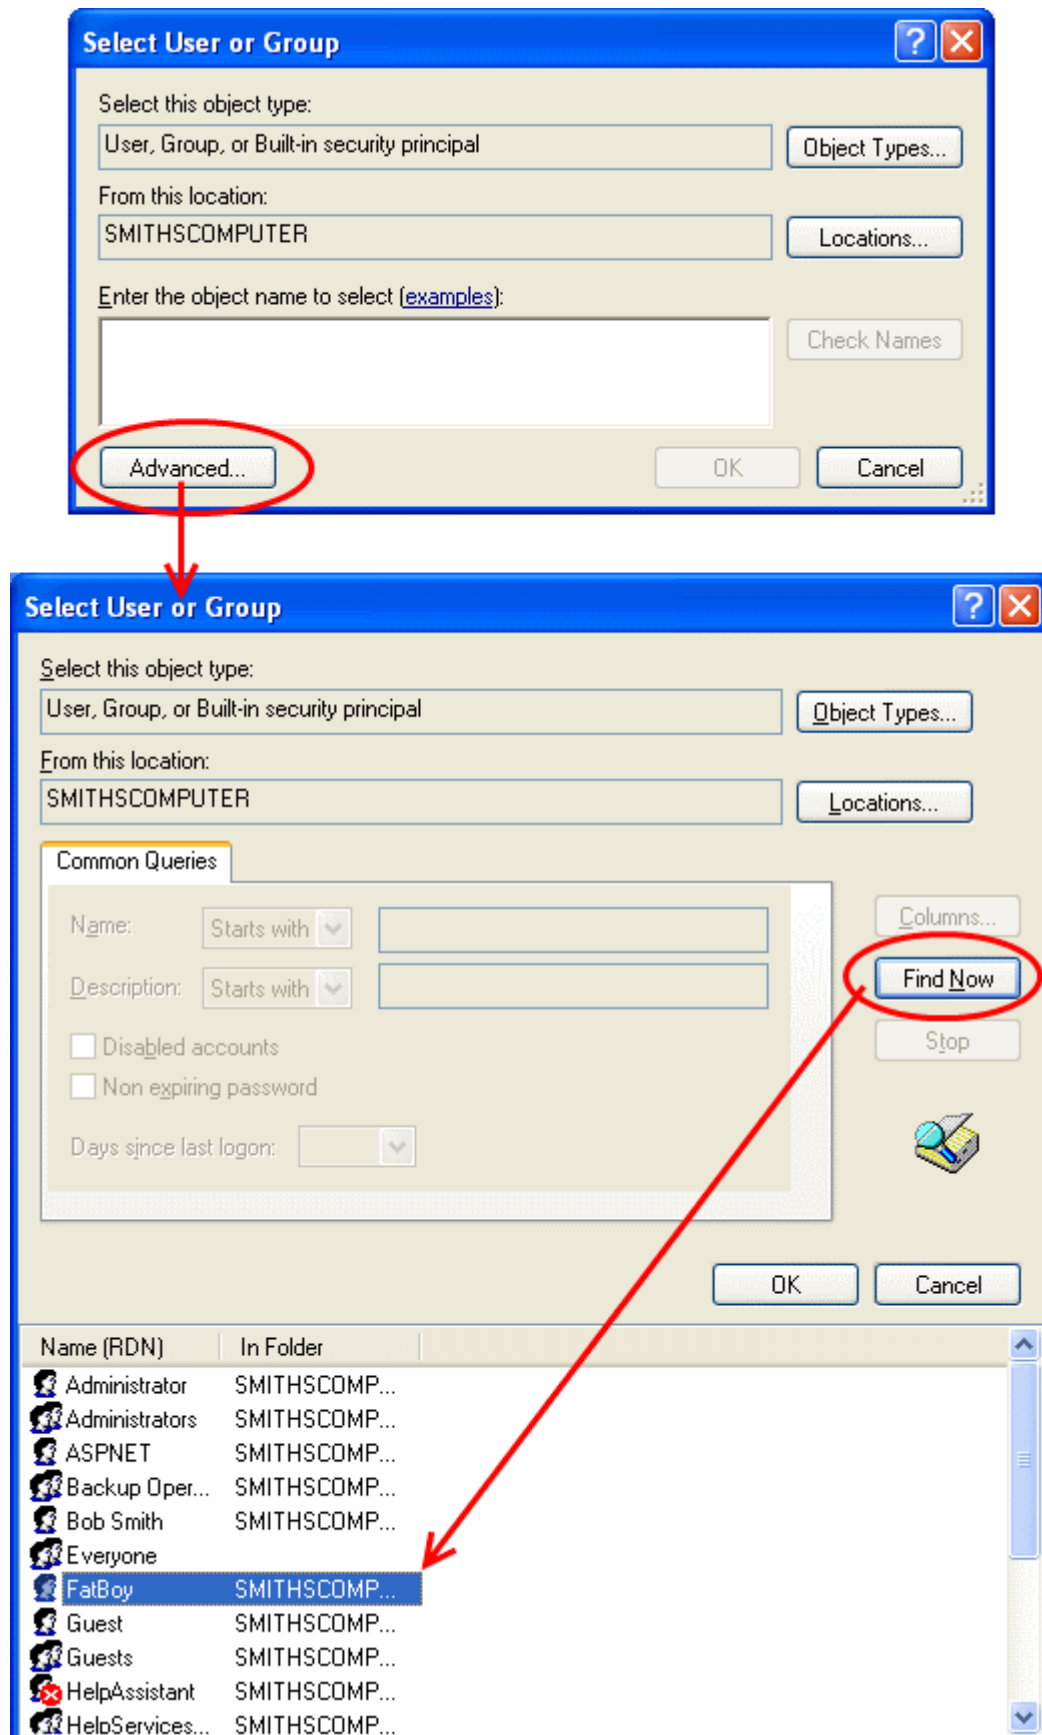 Select User or Group
Select this object type:
User, Group, or Built-in security principal
Object Types...
From this location:
SMITHSCOMPUTER
Locations...
Enter the object name to select (examples):
Check Names
Advanced...
OK
Cancel
Select User or Group
Select this object type:
User, Group, or Built-in security principal
Object Types...
From this location:
SMITHSCOMPUTER
Locations...
Common Queries
Name:
Starts with
Columns...
Description:
Starts with
Find Now
Disabled accounts
Stop
Non expiring password
Days since last logon:
OK
Cancel
Name (RDN) In Folder
Administrator SMITHSCOMP...
Administrators SMITHSCOMP...
ASPNET SMITHSCOMP...
Backup Oper... SMITHSCOMP...
Bob Smith SMITHSCOMP...
Everyone
FatBoy SMITHSCOMP...
Guest SMITHSCOMP...
Guests SMITHSCOMP...
HelpAssistant SMITHSCOMP...
HelpServices... SMITHSCOMP...